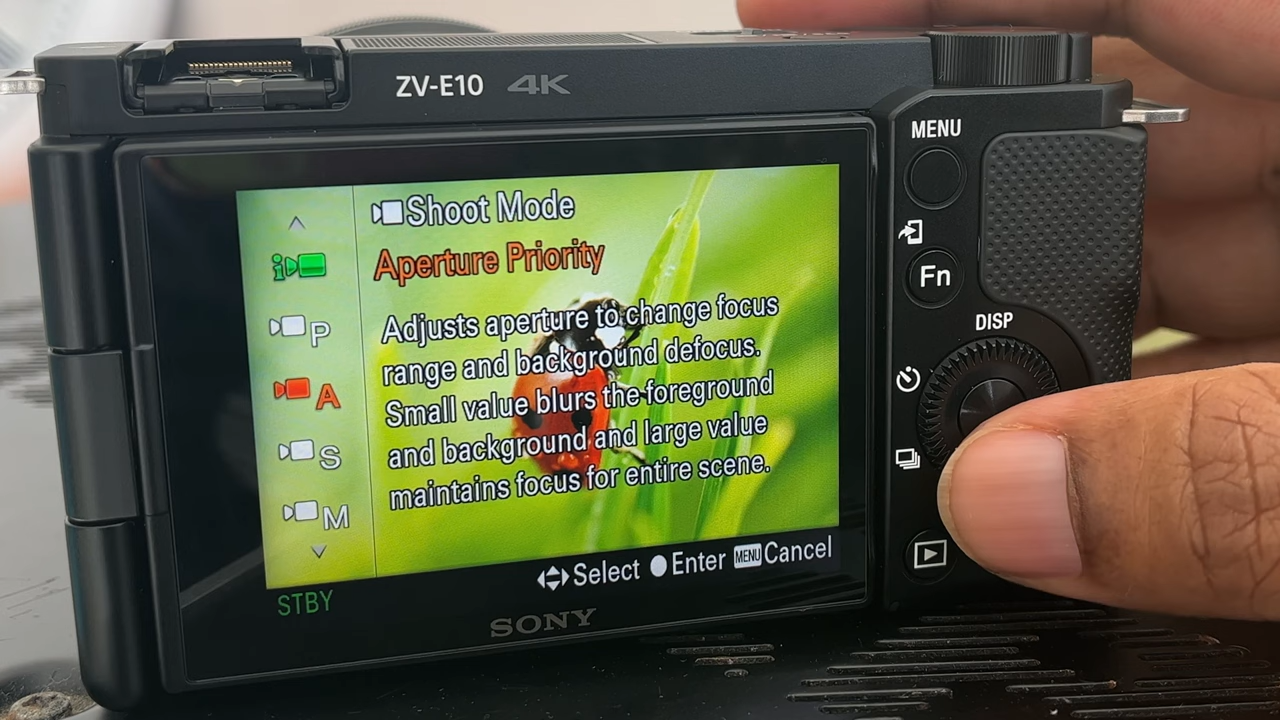 ZV-E10 4K
MENU
Shoot Mode
Aperture Priority
i
P
A
S
M
Adjusts aperture to change focus
range and background defocus.
Small value blurs the foreground
and background and large value
maintains focus for entire scene.
Select Enter MENU Cancel
STBY
SONY
Fn
DISP